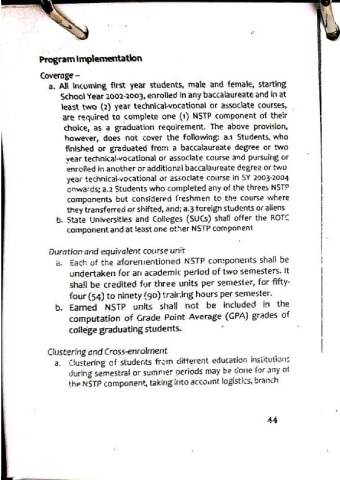 Program Implementation
Coverage –
a. All incoming first year students, male and female, starting
School Year 2002-2003, enrolled in any baccalaureate and in at
least two (2) year technical-vocational or associate courses,
are required to complete one (1) NSTP component of their
choice, as a graduation requirement. The above provision,
however, does not cover the following: a.1 Students, who
finished or graduated from a baccalaureate degree or two
year technical-vocational or associate course and pursuing or
enrolled in another or additional baccalaureate degree or two
year technical-vocational or associate course in SY 2003-2004
onwards; a.2 Students who completed any of the threes NSTP
components but considered freshmen to the course where
they transferred or shifted, and; a.3 foreign students or aliens
b. State Universities and Colleges (SUCs) shall offer the ROTC
component and at least one other NSTP component
Duration and equivalent course unit
a. Each of the aforementioned NSTP components shall be
undertaken for an academic period of two semesters. It
shall be credited for three units per semester, for fifty-
four (54) to ninety (90) training hours per semester.
b. Earned NSTP units shall not be included in the
computation of Grade Point Average (GPA) grades of
college graduating students.
Clustering and Cross-enrolment
a. Clustering of students from different education institutions
during semestral or summer periods may be done for any of
the NSTP component, taking into account logistics, branch
44